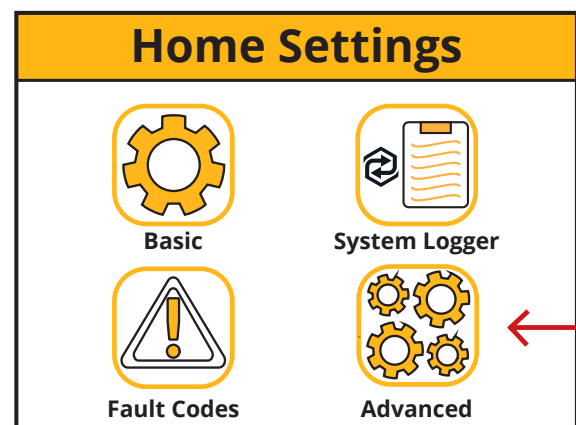 Home Settings
Basic
System Logger
Fault Codes
Advanced